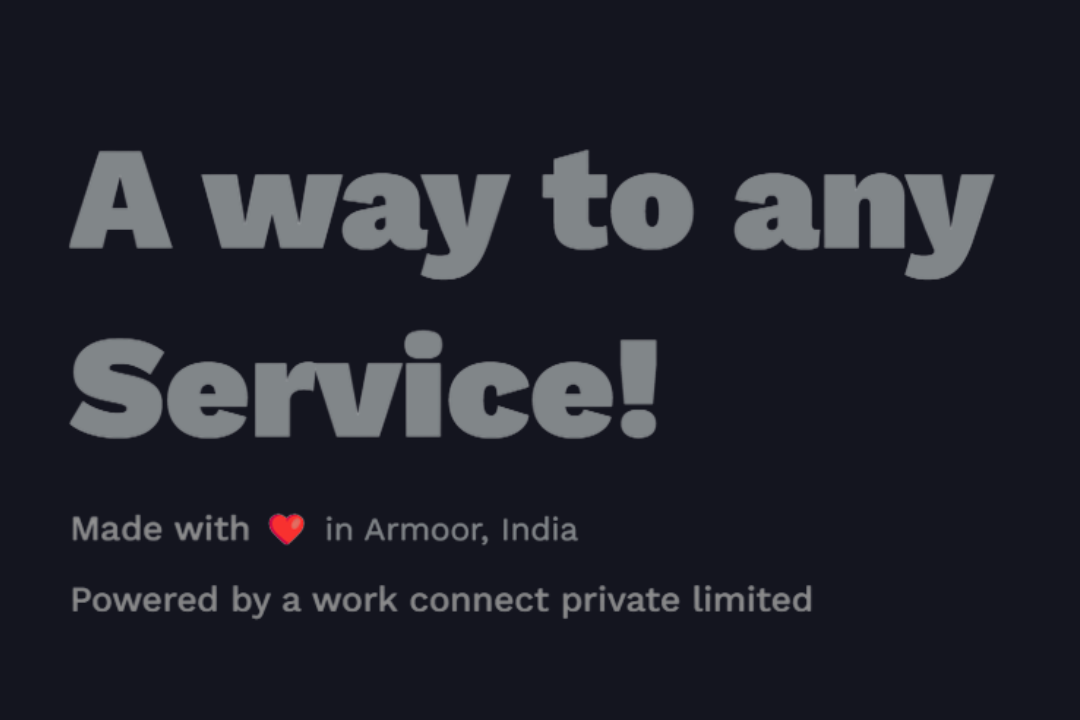 A way to any
Service!
Made with ❤️ in Armoor, India
Powered by a work connect private limited